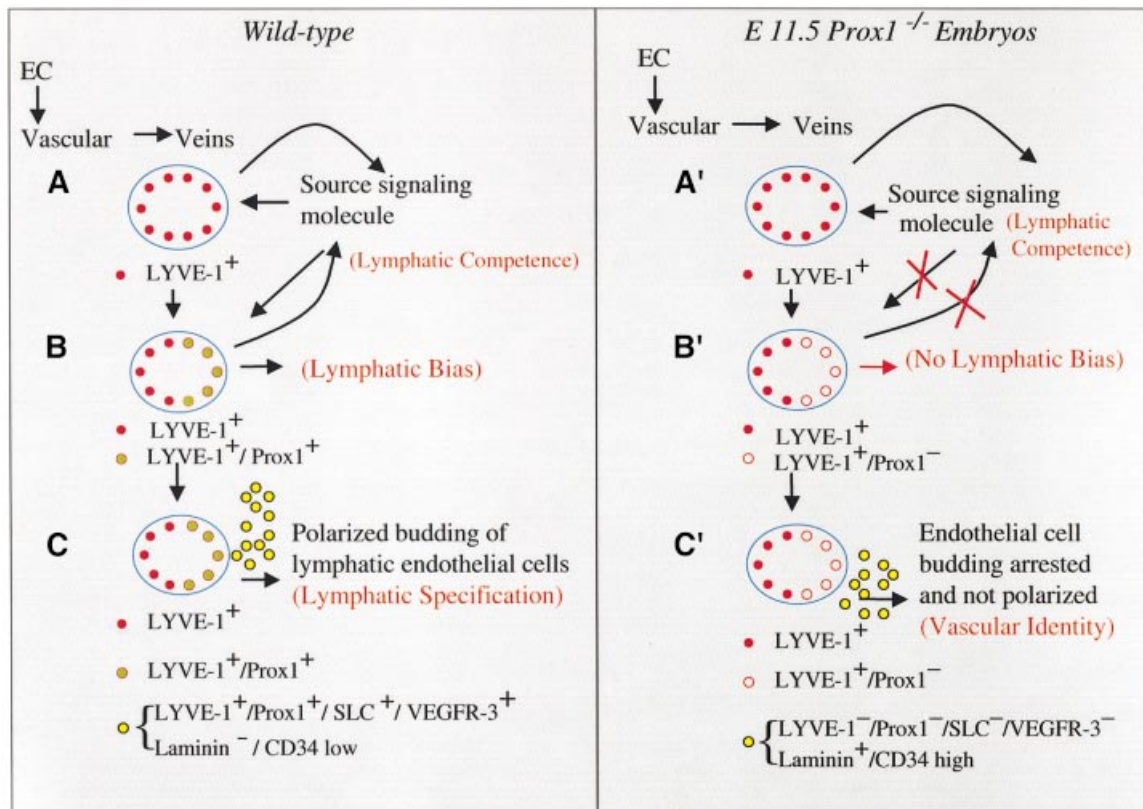 Wild-type
EC
Vascular → Veins
A
Source signaling
molecule
(Lymphatic Competence)
LYVE-1⁺
B
(Lymphatic Bias)
LYVE-1⁺
LYVE-1⁺/ Prox1⁺
C
Polarized budding of
lymphatic endothelial cells
(Lymphatic Specification)
LYVE-1⁺
LYVE-1⁺/Prox1⁺
LYVE-1⁺/Prox1⁺/ SLC⁺/ VEGFR-3⁺
Laminin⁻ / CD34 low
E 11.5 Prox1 ⁻/⁻ Embryos
EC
Vascular → Veins
A'
Source signaling
molecule
(Lymphatic
Competence)
LYVE-1⁺
B'
(No Lymphatic Bias)
LYVE-1⁺
LYVE-1⁺/Prox1⁻
C'
Endothelial cell
budding arrested
and not polarized
(Vascular Identity)
LYVE-1⁺
LYVE-1⁺/Prox1⁻
LYVE-1⁻/Prox1⁻/SLC⁻/VEGFR-3⁻
Laminin⁺/CD34 high